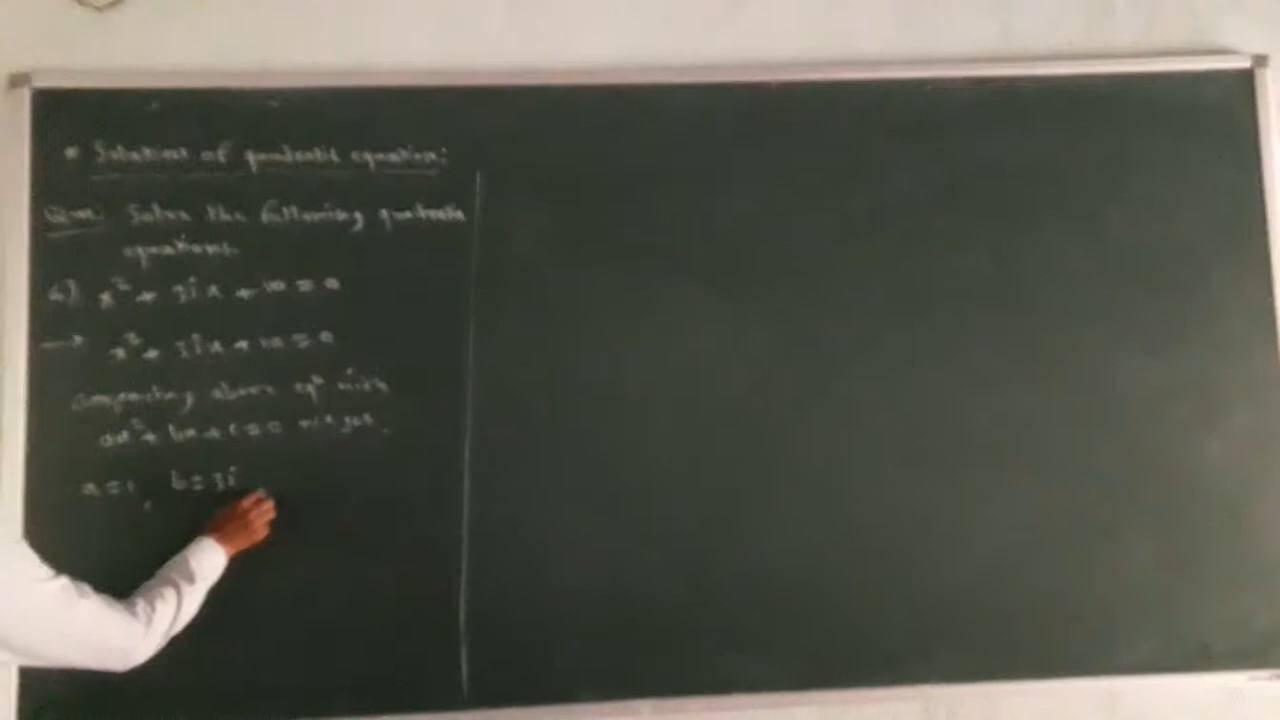 * Solutions of quadratic equation:
Que: Solve the following quadratic
equations.
a) x² + 3ix + 10 = 0
→ x² + 3ix + 10 = 0
comparing above eqⁿ with
ax² + bx + c = 0 we get,
a = 1, b = 3i